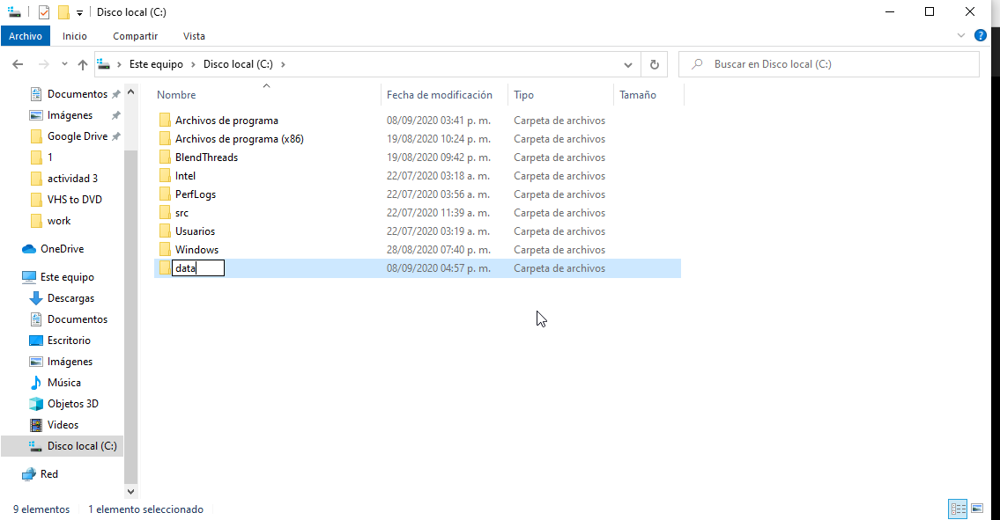 Disco local (C:)
Archivo Inicio Compartir Vista
Este equipo Disco local (C:) Buscar en Disco local (C:)
Documentos
Imágenes
Google Drive
1
actividad 3
VHS to DVD
work
OneDrive
Este equipo
Descargas
Documentos
Escritorio
Imágenes
Música
Objetos 3D
Videos
Disco local (C:)
Red
Nombre Fecha de modificación Tipo Tamaño
Archivos de programa 08/09/2020 03:41 p. m. Carpeta de archivos
Archivos de programa (x86) 19/08/2020 10:24 p. m. Carpeta de archivos
BlendThreads 19/08/2020 09:42 p. m. Carpeta de archivos
Intel 22/07/2020 03:18 a. m. Carpeta de archivos
PerfLogs 22/07/2020 03:56 a. m. Carpeta de archivos
src 22/07/2020 11:39 a. m. Carpeta de archivos
Usuarios 22/07/2020 03:19 a. m. Carpeta de archivos
Windows 28/08/2020 07:40 p. m. Carpeta de archivos
data 08/09/2020 04:57 p. m. Carpeta de archivos
9 elementos 1 elemento seleccionado